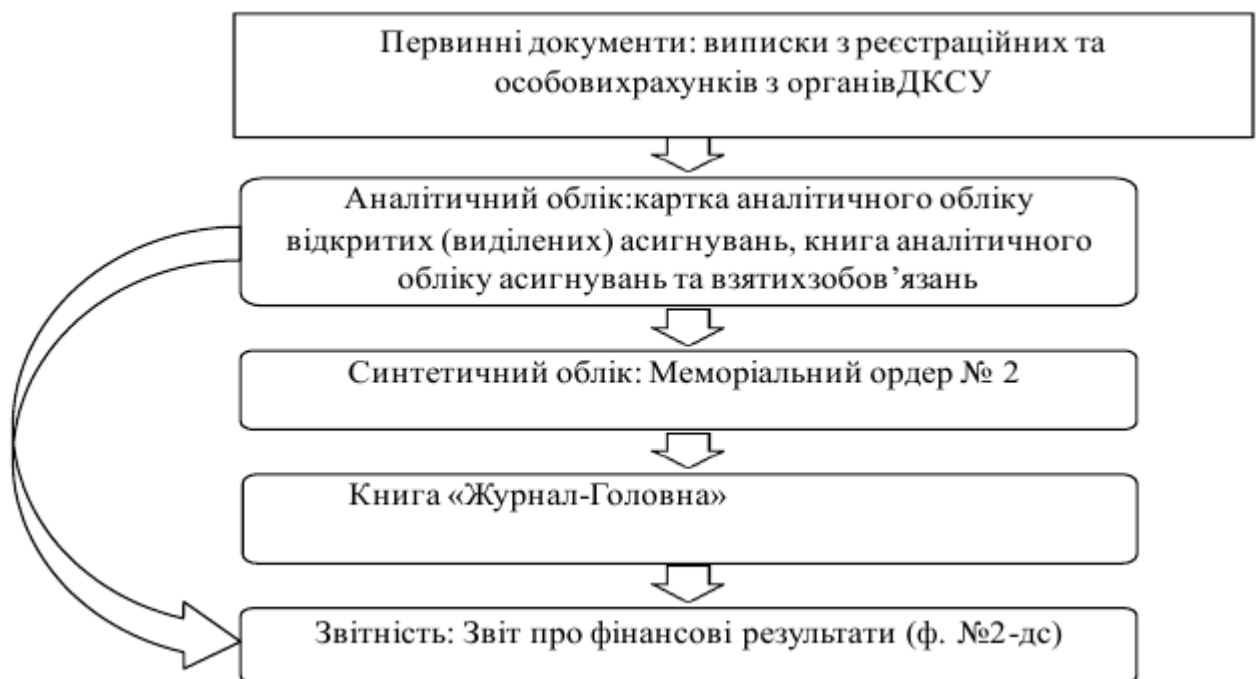 Первинні документи: виписки з реєстраційних та
особовихрахунків з органівДКСУ
Аналітичний облік:картка аналітичного обліку
відкритих (виділених) асигнувань, книга аналітичного
обліку асигнувань та взятихзобов’язань
Синтетичний облік: Меморіальний ордер № 2
Книга «Журнал-Головна»
Звітність: Звіт про фінансові результати (ф. №2-дс)